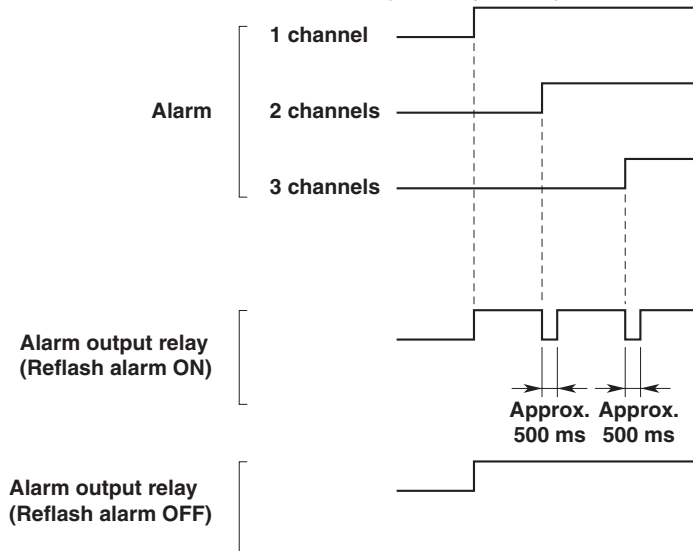 1 channel
Alarm
2 channels
3 channels
Alarm output relay
(Reflash alarm ON)
Approx. Approx.
500 ms 500 ms
Alarm output relay
(Reflash alarm OFF)